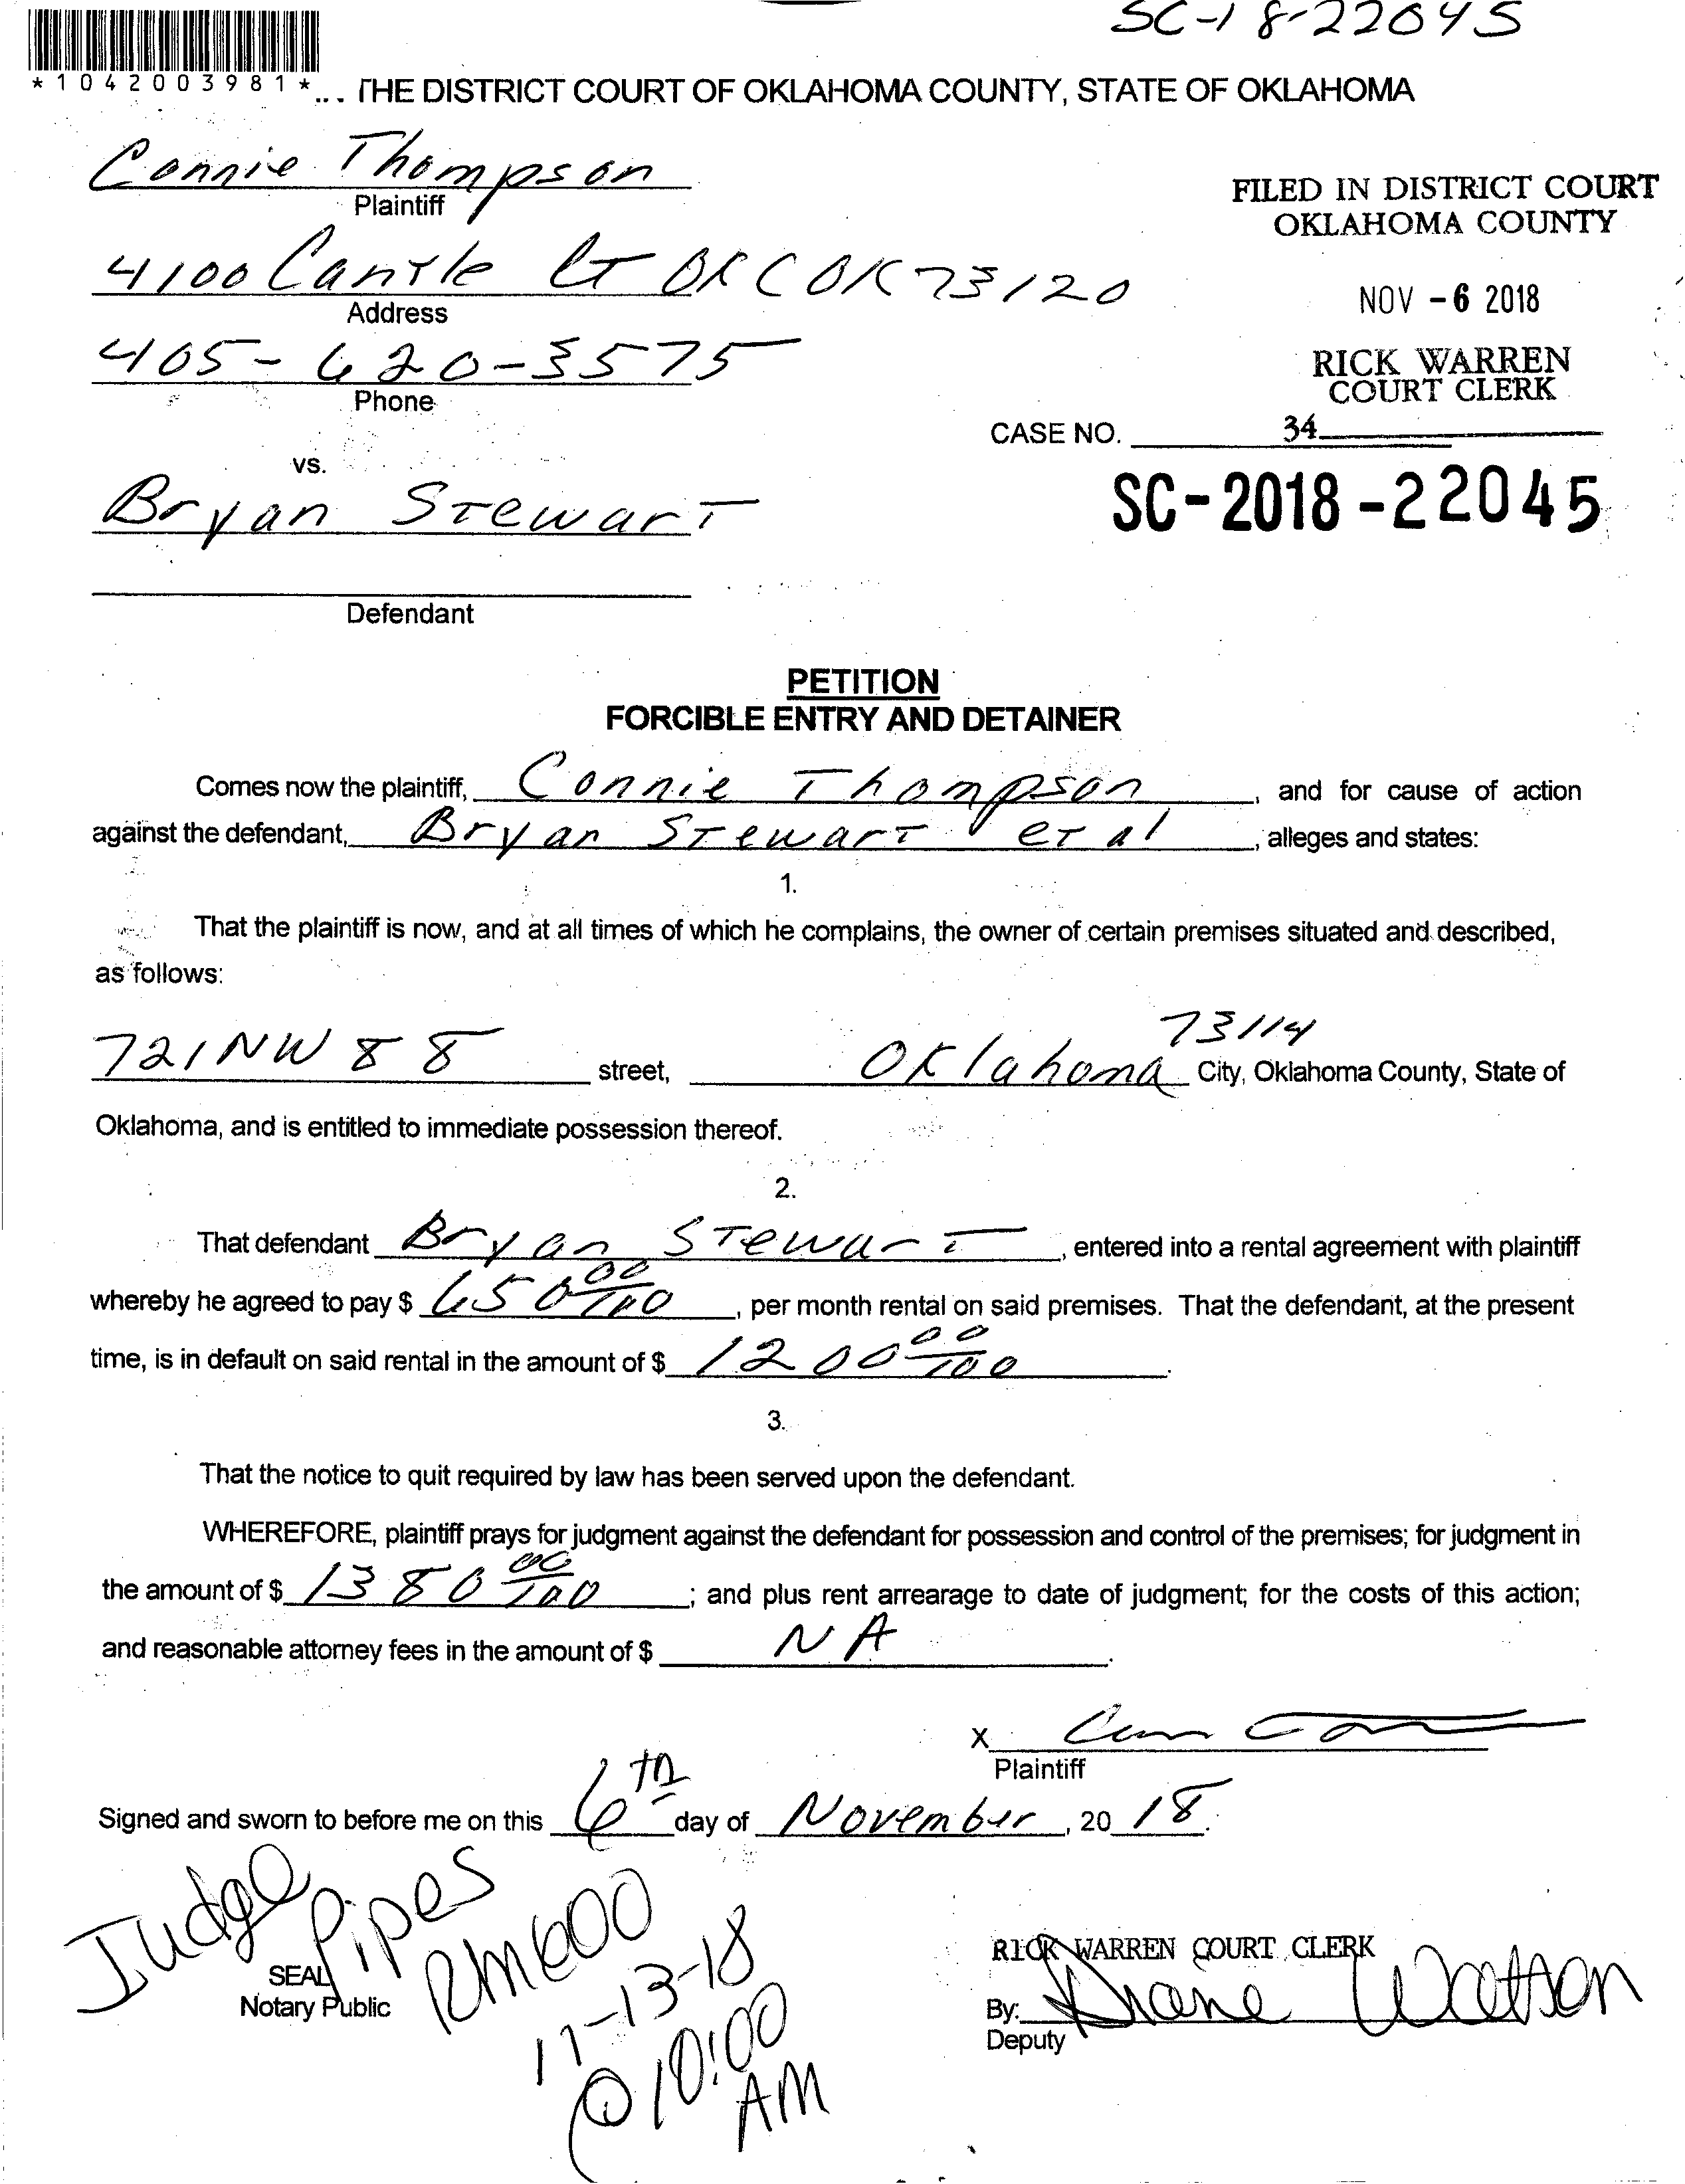 SC-18-22045
*1042003981*
THE DISTRICT COURT OF OKLAHOMA COUNTY, STATE OF OKLAHOMA
Connie Thompson
Plaintiff
FILED IN DISTRICT COURT
OKLAHOMA COUNTY
4100 Cantle Ct OKC OK 73120
Address
NOV -6 2018
405-620-3575
Phone
RICK WARREN
COURT CLERK
CASE NO. 34
vs.
SC-2018-22045
Bryan Stewart
Defendant
PETITION
FORCIBLE ENTRY AND DETAINER
Comes now the plaintiff, Connie Thompson, and for cause of action
against the defendant, Bryan Stewart et al, alleges and states:
1.
That the plaintiff is now, and at all times of which he complains, the owner of certain premises situated and described,
as follows:
73114
721 NW 88 street, Oklahoma City, Oklahoma County, State of
Oklahoma, and is entitled to immediate possession thereof.
2.
That defendant Bryan Stewart, entered into a rental agreement with plaintiff
whereby he agreed to pay $ 650 00/100, per month rental on said premises. That the defendant, at the present
time, is in default on said rental in the amount of $ 1200 00/100.
3.
That the notice to quit required by law has been served upon the defendant.
WHEREFORE, plaintiff prays for judgment against the defendant for possession and control of the premises; for judgment in
the amount of $ 1380 00/100; and plus rent arrearage to date of judgment; for the costs of this action;
and reasonable attorney fees in the amount of $ NA.
X
Plaintiff
Signed and sworn to before me on this 6th day of November, 20 18.
Judge Pipes
RM600
11-13-18
@ 10:00
AM
SEAL
Notary Public
RICK WARREN COURT CLERK
By: Diane Watson
Deputy